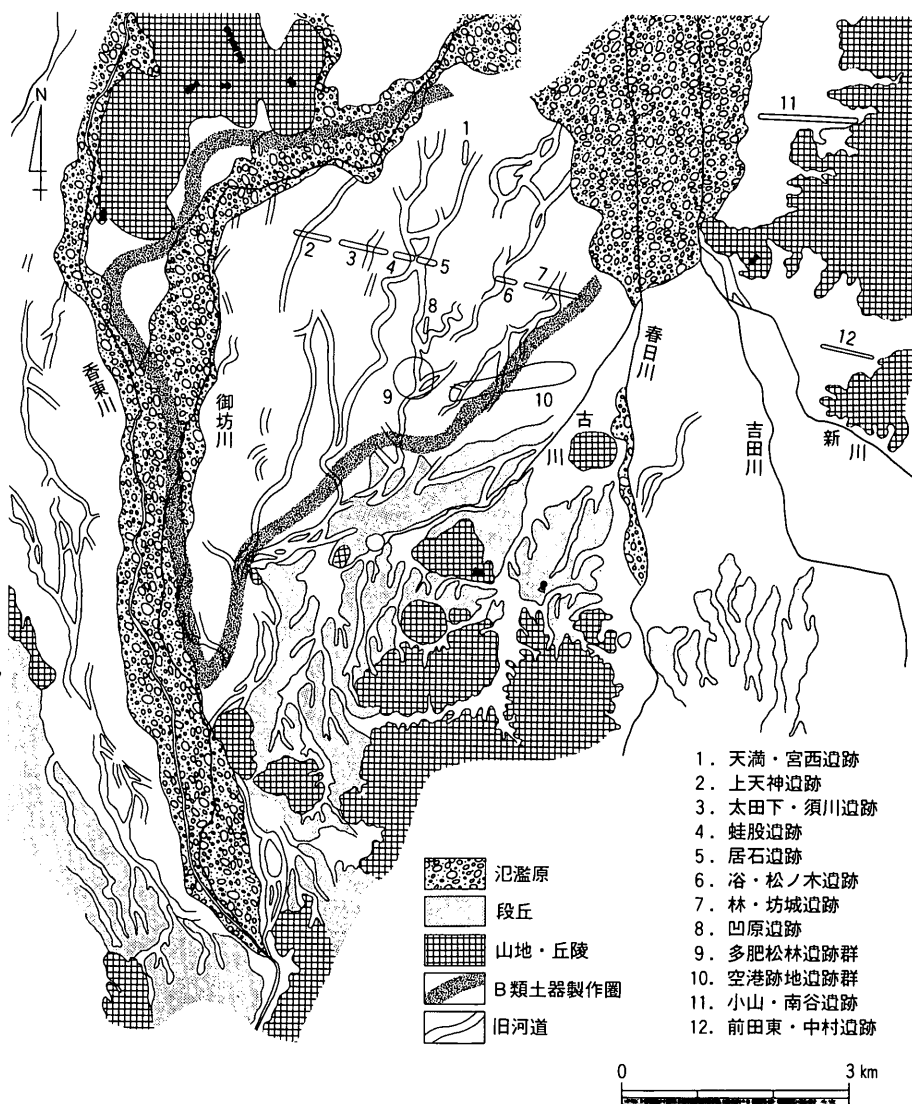 N
1
2
3
4
5
6
7
8
9
10
11
12
香東川
御坊川
古川
春日川
吉田川
新川
氾濫原
段丘
山地・丘陵
B類土器製作圏
旧河道
1. 天満・宮西遺跡
2. 上天神遺跡
3. 太田下・須川遺跡
4. 蛙股遺跡
5. 居石遺跡
6. 浴・松ノ木遺跡
7. 林・坊城遺跡
8. 凹原遺跡
9. 多肥松林遺跡群
10. 空港跡地遺跡群
11. 小山・南谷遺跡
12. 前田東・中村遺跡
0 3 km